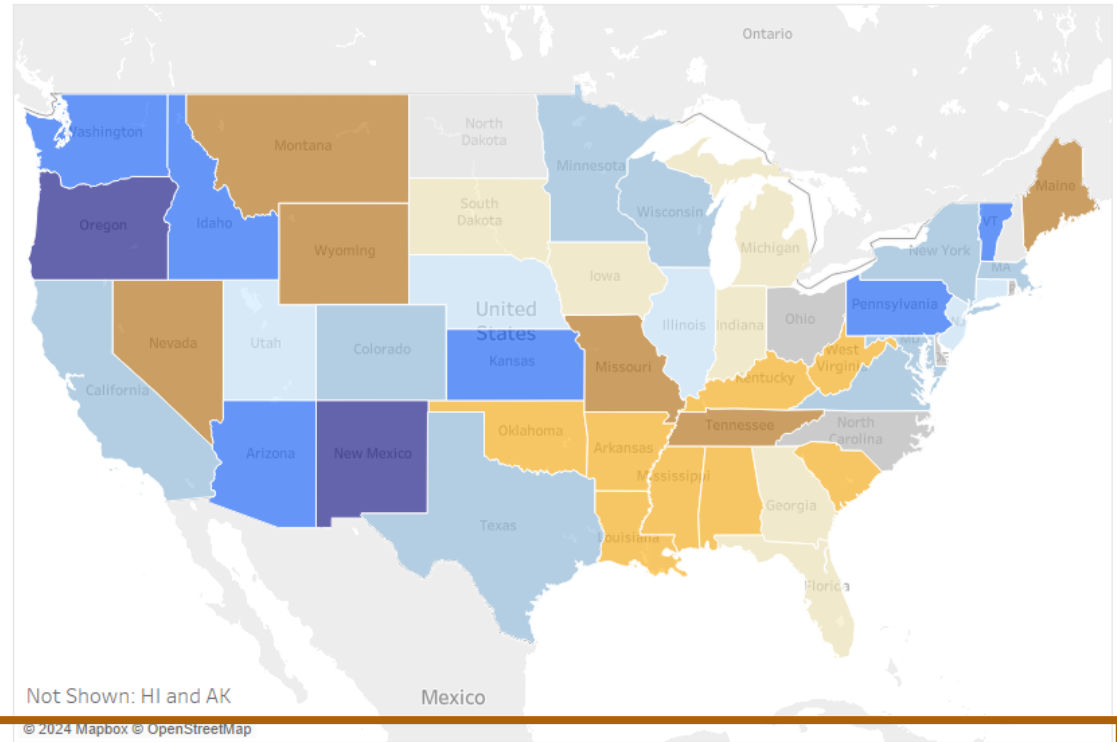 Ontario
Washington
North
Dakota
Montana
Minnesota
Maine
South
Dakota
Wisconsin
Oregon
Idaho
VT
Wyoming
Michigan
New York
MA
Iowa
United
States
Pennsylvania
Nevada
Utah
Colorado
Illinois
Indiana
Ohio
NJ
MD
Kansas
Missouri
West
Virginia
California
Kentucky
Oklahoma
Tennessee
North
Carolina
Arizona
New Mexico
Arkansas
Mississippi
Georgia
Texas
Louisiana
Florida
Not Shown: HI and AK
Mexico
© 2024 Mapbox © OpenStreetMap